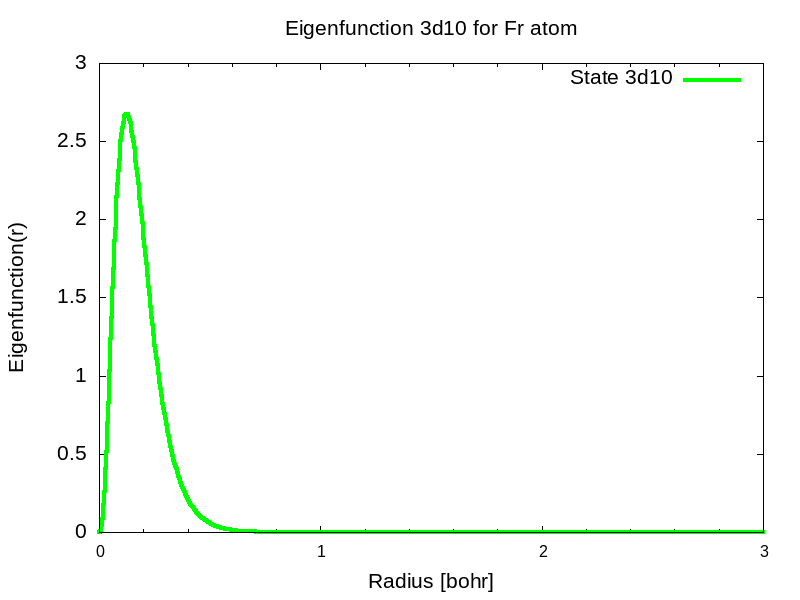 Eigenfunction 3d10 for Fr atom
State 3d10
3
2.5
2
1.5
1
0.5
0
Eigenfunction(r)
0 1 2 3
Radius [bohr]